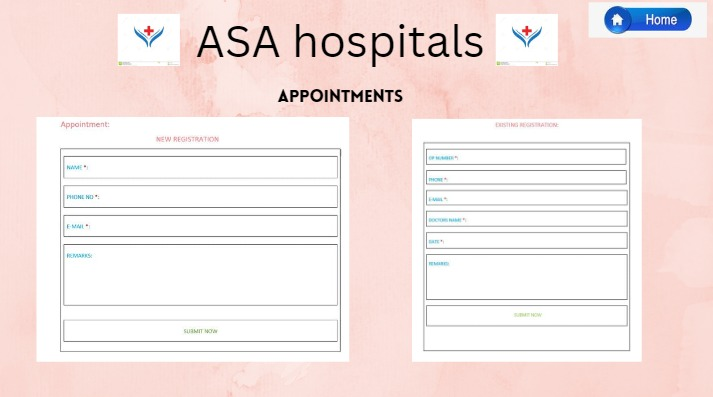 ASA hospitals
Home
APPOINTMENTS
Appointment:
NEW REGISTRATION
NAME *:
PHONE NO *:
E-MAIL *:
REMARKS:
SUBMIT NOW
EXISTING REGISTRATION:
OP NUMBER *:
PHONE *:
E-MAIL *:
DOCTORS NAME *:
DATE *:
REMARKS:
SUBMIT NOW